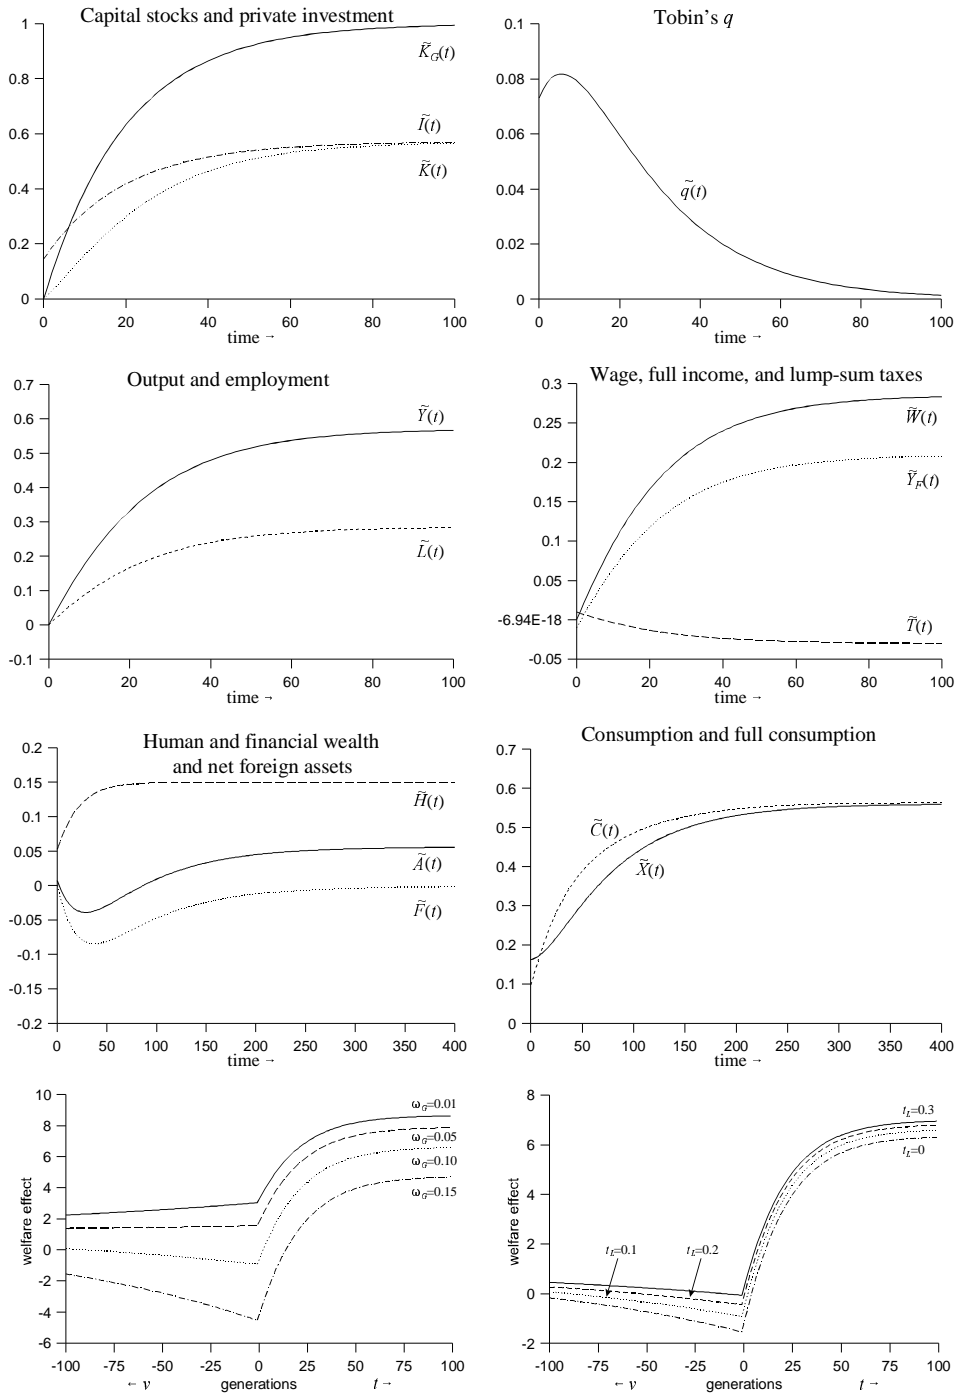 Capital stocks and private investment
1
0.8
0.6
0.4
0.2
0
K̃_G(t)
Ĩ(t)
K̃(t)
0 20 40 60 80 100
time →
Tobin's q
0.1
0.08
0.06
0.04
0.02
0
q̃(t)
0 20 40 60 80 100
time →
Output and employment
0.7
0.6
0.5
0.4
0.3
0.2
0.1
0
-0.1
Ỹ(t)
L̃(t)
0 20 40 60 80 100
time →
Wage, full income, and lump-sum taxes
0.3
0.25
0.2
0.15
0.1
0.05
-6.94E-18
-0.05
W̃(t)
Ỹ_F(t)
T̃(t)
0 20 40 60 80 100
time →
Human and financial wealth
and net foreign assets
0.2
0.15
0.1
0.05
0
-0.05
-0.1
-0.15
-0.2
H̃(t)
Ã(t)
F̃(t)
0 50 100 150 200 250 300 350 400
time →
Consumption and full consumption
0.7
0.6
0.5
0.4
0.3
0.2
0.1
0
C̃(t)
X̃(t)
0 50 100 150 200 250 300 350 400
time →
10
8
6
4
2
0
-2
-4
-6
welfare effect
ω_G=0.01
ω_G=0.05
ω_G=0.10
ω_G=0.15
-100 -75 -50 -25 0 25 50 75 100
← v generations t →
8
6
4
2
0
-2
welfare effect
t_L=0.3
t_L=0
t_L=0.1
t_L=0.2
-100 -75 -50 -25 0 25 50 75 100
← v generations t →